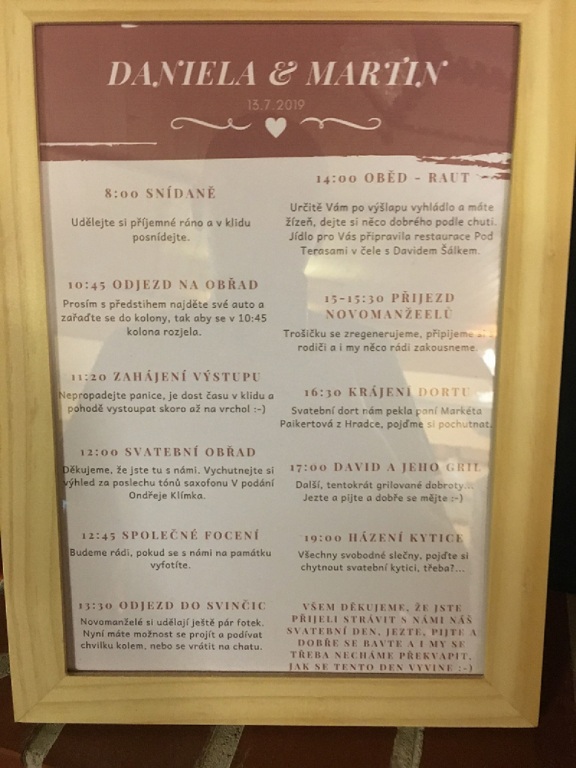 DANIELA & MARTIN
13.7.2019
8:00 SNÍDANĚ
Udělejte si příjemné ráno a v klidu
posnídejte.
10:45 ODJEZD NA OBŘAD
Prosím s předstihem najděte své auto a
zařaďte se do kolony, tak aby se v 10:45
kolona rozjela.
11:20 ZAHÁJENÍ VÝSTUPU
Nepropadejte panice, je dost času v klidu a
pohodě vystoupat skoro až na vrchol :-)
12:00 SVATEBNÍ OBŘAD
Děkujeme, že jste tu s námi. Vychutnejte si
výhled za poslechu tónů saxofonu V podání
Ondřeje Klímka.
12:45 SPOLEČNÉ FOCENÍ
Budeme rádi, pokud se s námi na památku
vyfotíte.
13:30 ODJEZD DO SVINČIC
Novomanželé si udělají ještě pár fotek.
Nyní máte možnost se projít a podívat
chvilku kolem, nebo se vrátit na chatu.
14:00 OBĚD - RAUT
Určitě Vám po výšlapu vyhládlo a máte
žízeň, dejte si něco dobrého podle chuti.
Jídlo pro Vás připravila restaurace Pod
Terasami v čele s Davidem Šálkem.
15-15:30 PŘIJEZD
NOVOMANŽEELŮ
Trošičku se zregenerujeme, připijeme si s
rodiči a i my něco rádi zakousneme.
16:30 KRÁJENÍ DORTU
Svatební dort nám pekla paní Markéta
Paikertová z Hradce, pojďme si pochutnat.
17:00 DAVID A JEHO GRIL
Další, tentokrát grilované dobroty...
Jezte a pijte a dobře se mějte :-)
19:00 HÁZENÍ KYTICE
Všechny svobodné slečny, pojďte si
chytnout svatební kytici, třeba?...
VŠEM DĚKUJEME, ŽE JSTE
PŘIJELI STRÁVIT S NÁMI NÁŠ
SVATEBNÍ DEN, JEZTE, PIJTE A
DOBŘE SE BAVTE A I MY SE
TŘEBA NECHÁME PŘEKVAPIT,
JAK SE TENTO DEN VYVINE :-)